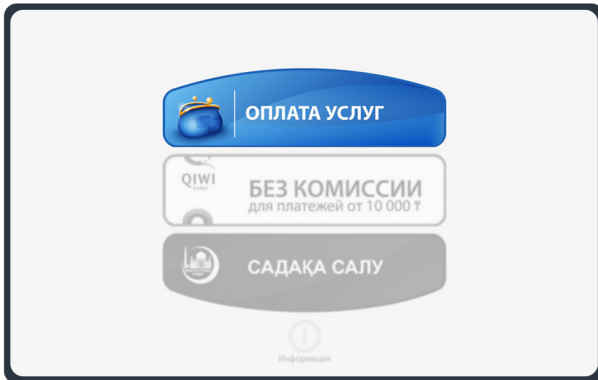 ОПЛАТА УСЛУГ
QIWI
БЕЗ КОМИССИИ
для платежей от 10 000 ₸
САДАҚА САЛУ
Информация